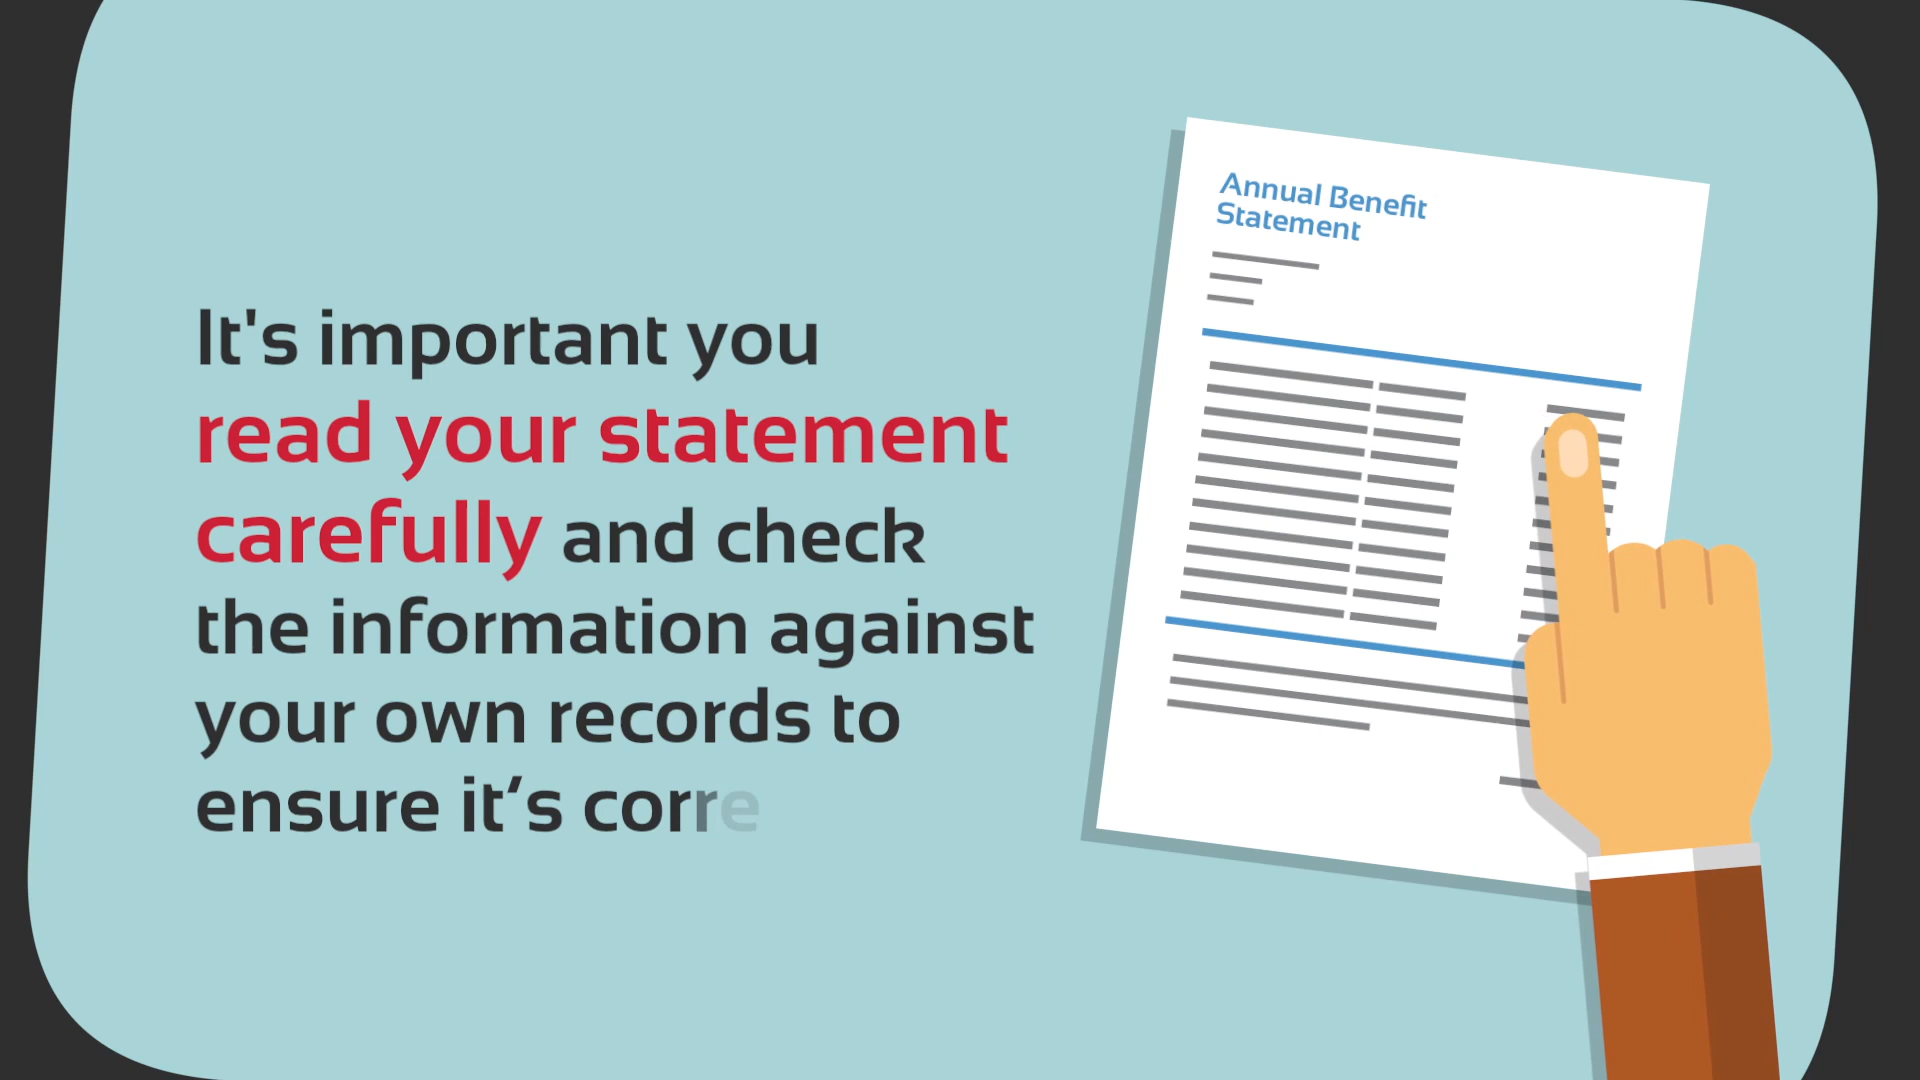 It's important you
read your statement
carefully and check
the information against
your own records to
ensure it‘s corre
Annual Benefit
Statement